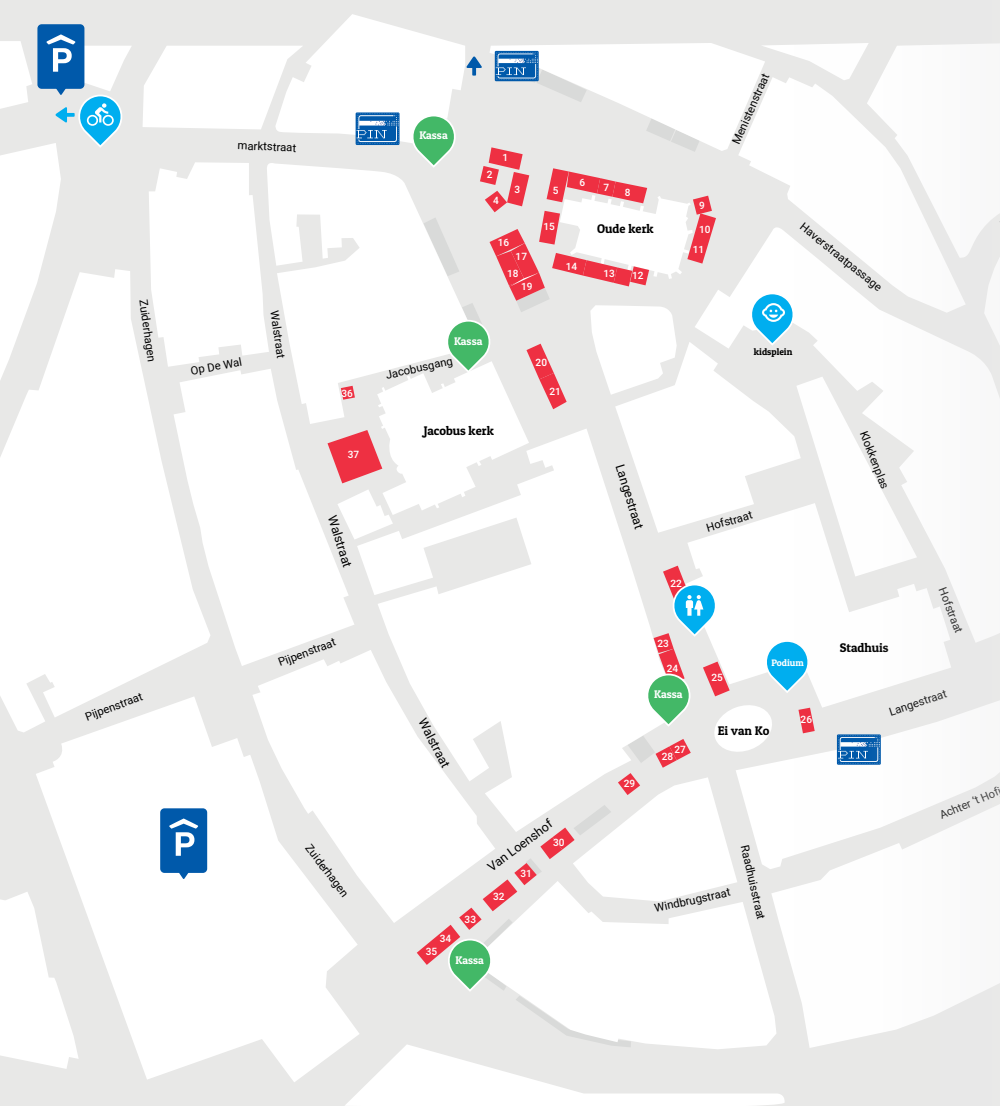 P
PIN
PIN
Kassa
marktstraat
Menistenstraat
1
2
3
4
5
6
7
8
9
10
11
12
13
14
15
Oude kerk
Haverstraatpassage
16
17
18
19
Zuiderhagen
Walstraat
Kassa
kidsplein
Op De Wal
Jacobusgang
20
21
36
Jacobus kerk
37
Klokkenplas
Langestraat
Walstraat
Hofstraat
22
Hofstraat
23
24
Stadhuis
Podium
25
Pijpenstraat
Pijpenstraat
Kassa
Langestraat
26
Ei van Ko
PIN
Walstraat
27
28
29
Achter 't Hofje
P
Van Loenshof
30
31
32
33
34
35
Zuiderhagen
Raadhuisstraat
Windbrugstraat
Kassa